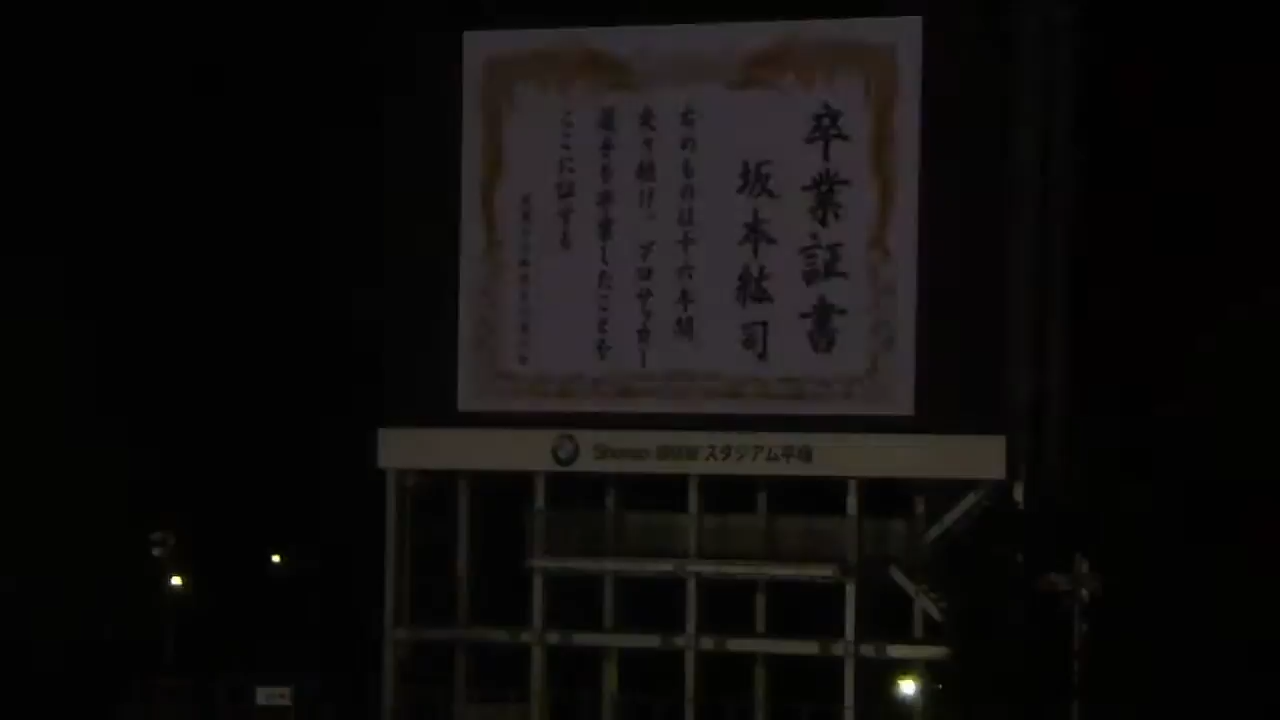 卒業証書
坂本紘司
右のものは十六年間
走り続け、プロサッカー
選手を卒業したことを
ここに証する
Shonan スタジアム平塚